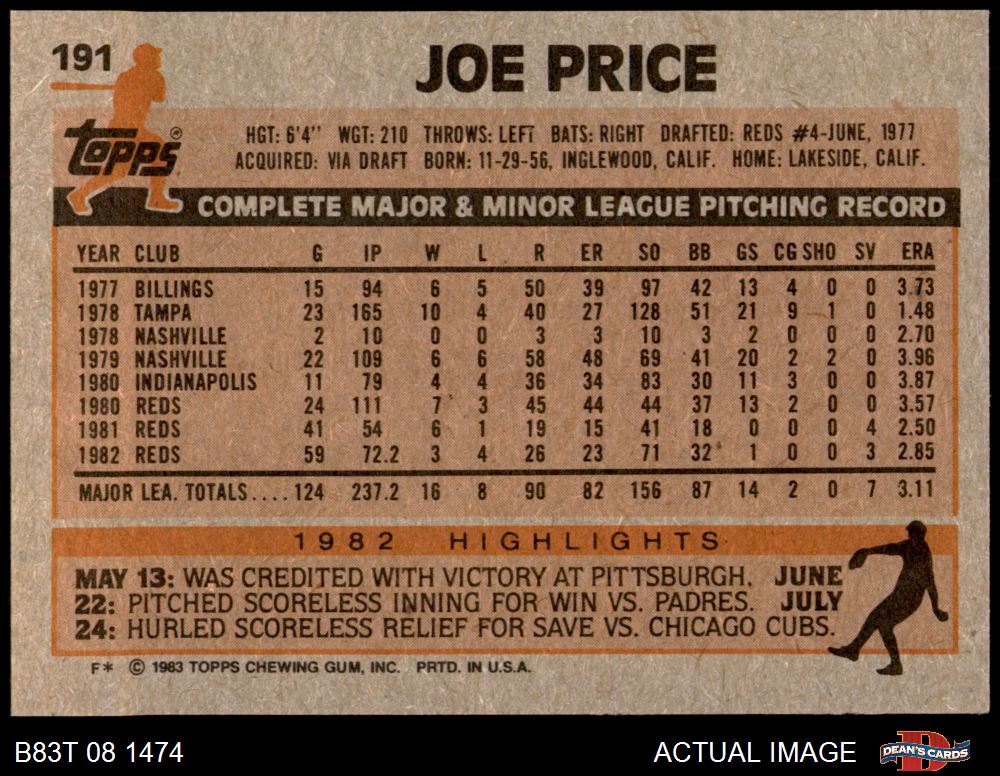 191
JOE PRICE
Topps®
HGT: 6'4" WGT: 210 THROWS: LEFT BATS: RIGHT DRAFTED: REDS #4-JUNE, 1977
ACQUIRED: VIA DRAFT BORN: 11-29-56, INGLEWOOD, CALIF. HOME: LAKESIDE, CALIF.
COMPLETE MAJOR & MINOR LEAGUE PITCHING RECORD
YEAR CLUB G IP W L R ER SO BB GS CG SHO SV ERA
1977 BILLINGS 15 94 6 5 50 39 97 42 13 4 0 0 3.73
1978 TAMPA 23 165 10 4 40 27 128 51 21 9 1 0 1.48
1978 NASHVILLE 2 10 0 0 3 3 10 3 2 0 0 0 2.70
1979 NASHVILLE 22 109 6 6 58 48 69 41 20 2 2 0 3.96
1980 INDIANAPOLIS 11 79 4 4 36 34 83 30 11 3 0 0 3.87
1980 REDS 24 111 7 3 45 44 44 37 13 2 0 0 3.57
1981 REDS 41 54 6 1 19 15 41 18 0 0 0 4 2.50
1982 REDS 59 72.2 3 4 26 23 71 32 1 0 0 3 2.85
MAJOR LEA. TOTALS....124 237.2 16 8 90 82 156 87 14 2 0 7 3.11
1982 HIGHLIGHTS
MAY 13: WAS CREDITED WITH VICTORY AT PITTSBURGH. JUNE
22: PITCHED SCORELESS INNING FOR WIN VS. PADRES. JULY
24: HURLED SCORELESS RELIEF FOR SAVE VS. CHICAGO CUBS.
F* © 1983 TOPPS CHEWING GUM, INC. PRTD. IN U.S.A.
B83T 08 1474 ACTUAL IMAGE DEAN'S CARDS